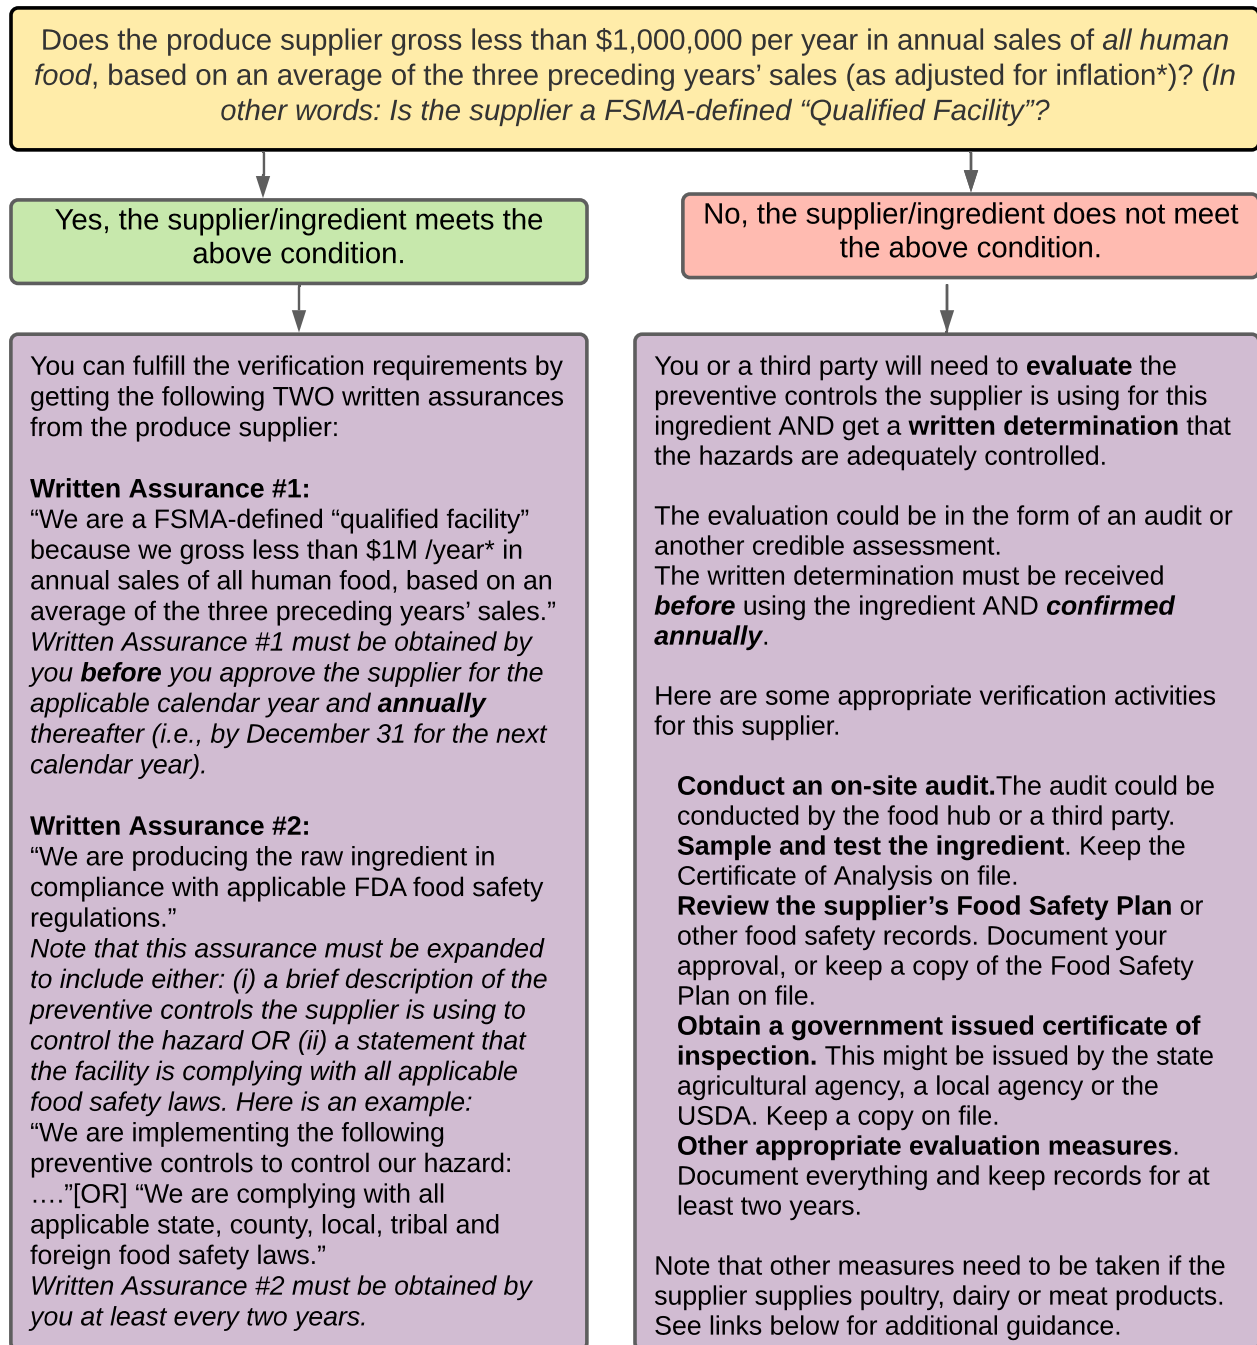 Does the produce supplier gross less than $1,000,000 per year in annual sales of all human
food, based on an average of the three preceding years’ sales (as adjusted for inflation*)? (In
other words: Is the supplier a FSMA-defined “Qualified Facility”?
Yes, the supplier/ingredient meets the
above condition.
No, the supplier/ingredient does not meet
the above condition.
You can fulfill the verification requirements by
getting the following TWO written assurances
from the produce supplier:
Written Assurance #1:
“We are a FSMA-defined “qualified facility”
because we gross less than $1M /year* in
annual sales of all human food, based on an
average of the three preceding years’ sales.”
Written Assurance #1 must be obtained by
you before you approve the supplier for the
applicable calendar year and annually
thereafter (i.e., by December 31 for the next
calendar year).
Written Assurance #2:
“We are producing the raw ingredient in
compliance with applicable FDA food safety
regulations.”
Note that this assurance must be expanded
to include either: (i) a brief description of the
preventive controls the supplier is using to
control the hazard OR (ii) a statement that
the facility is complying with all applicable
food safety laws. Here is an example:
“We are implementing the following
preventive controls to control our hazard:
….”[OR] “We are complying with all
applicable state, county, local, tribal and
foreign food safety laws.”
Written Assurance #2 must be obtained by
you at least every two years.
You or a third party will need to evaluate the
preventive controls the supplier is using for this
ingredient AND get a written determination that
the hazards are adequately controlled.
The evaluation could be in the form of an audit or
another credible assessment.
The written determination must be received
before using the ingredient AND confirmed
annually.
Here are some appropriate verification activities
for this supplier.
Conduct an on-site audit.The audit could be
conducted by the food hub or a third party.
Sample and test the ingredient. Keep the
Certificate of Analysis on file.
Review the supplier’s Food Safety Plan or
other food safety records. Document your
approval, or keep a copy of the Food Safety
Plan on file.
Obtain a government issued certificate of
inspection. This might be issued by the state
agricultural agency, a local agency or the
USDA. Keep a copy on file.
Other appropriate evaluation measures.
Document everything and keep records for at
least two years.
Note that other measures need to be taken if the
supplier supplies poultry, dairy or meat products.
See links below for additional guidance.